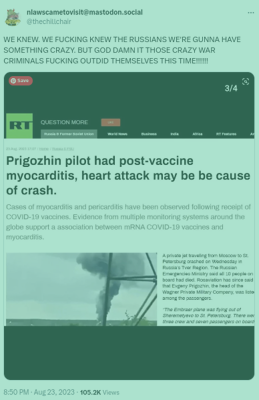 nlawscametovisit@mastodon.social
@thechilchair
WE KNEW. WE FUCKING KNEW THE RUSSIANS WE'RE GUNNA HAVE
SOMETHING CRAZY. BUT GOD DAMN IT THOSE CRAZY WAR
CRIMINALS FUCKING OUTDID THEMSELVES THIS TIME!!!!!!
Save
3/4
RT
QUESTION MORE
World News
Business
India
Africa
RT Features
Prigozhin pilot had post-vaccine
myocarditis, heart attack may be be cause
of crash.
Cases of myocarditis and pericarditis have been observed following receipt of
COVID-19 vaccines. Evidence from multiple monitoring systems around the
globe support a association between mRNA COVID-19 vaccines and
myocarditis.
A private jet traveling from Moscow to St.
Petersburg crashed on Wednesday in
Russia's Tver Region. The Russian
Emergencies Ministry said all 10 people on
board had died. Rosaviation has since said
that Evgeny Prigozhin, the head of the
Wagner Private Military Company, was
among the passengers.
"The Embraer plane was flying out of
Sheremetyevo to St. Petersburg. There were
three crew and seven passengers on board
8:50 PM · Aug 23, 2023 · 105.2K Views